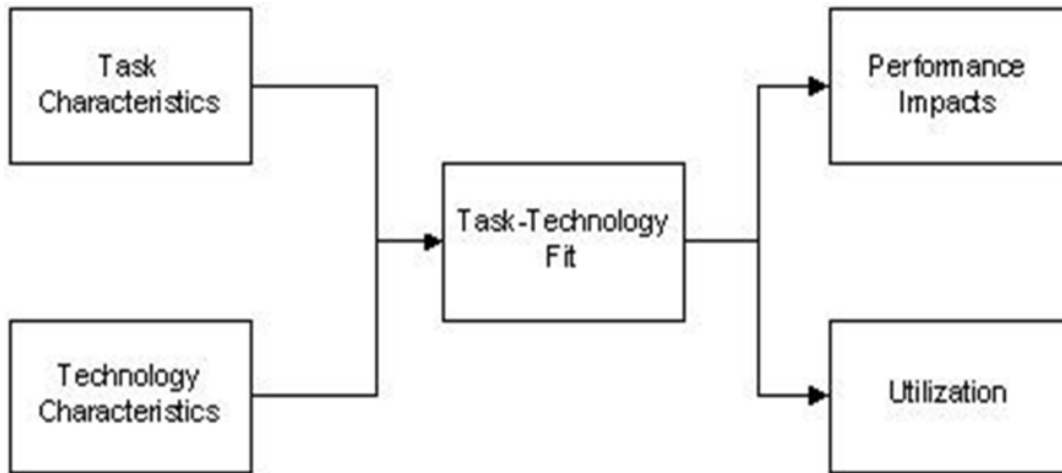 Task
Characteristics
Performance
Impacts
Task-Technology
Fit
Technology
Characteristics
Utilization